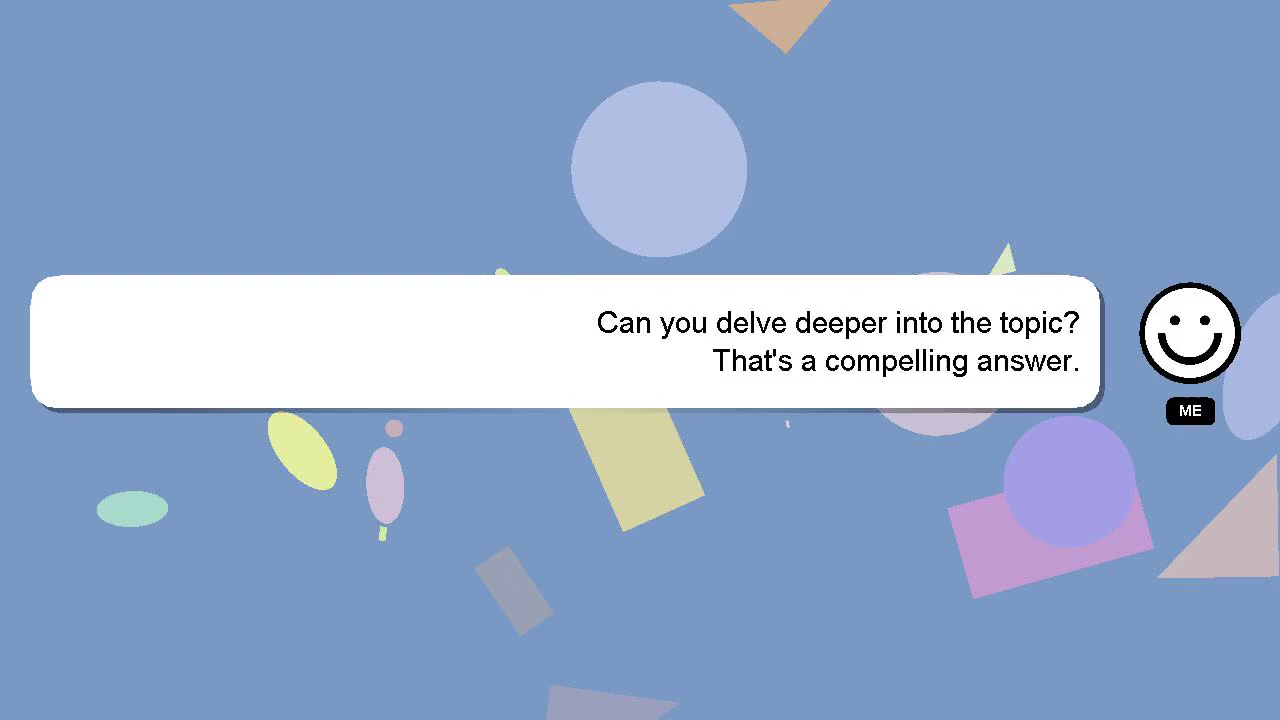 Can you delve deeper into the topic?
That's a compelling answer.
ME